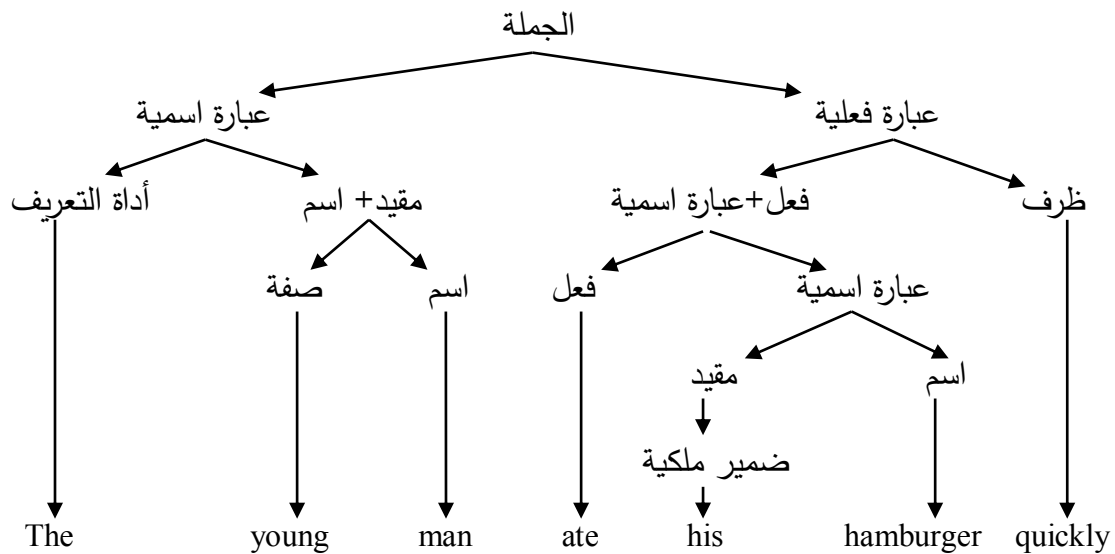 الجملة
عبارة اسمية
عبارة فعلية
أداة التعريف
مقيد+ اسم
فعل+عبارة اسمية
ظرف
صفة
اسم
فعل
عبارة اسمية
مقيد
اسم
ضمير ملكية
The young man ate his hamburger quickly